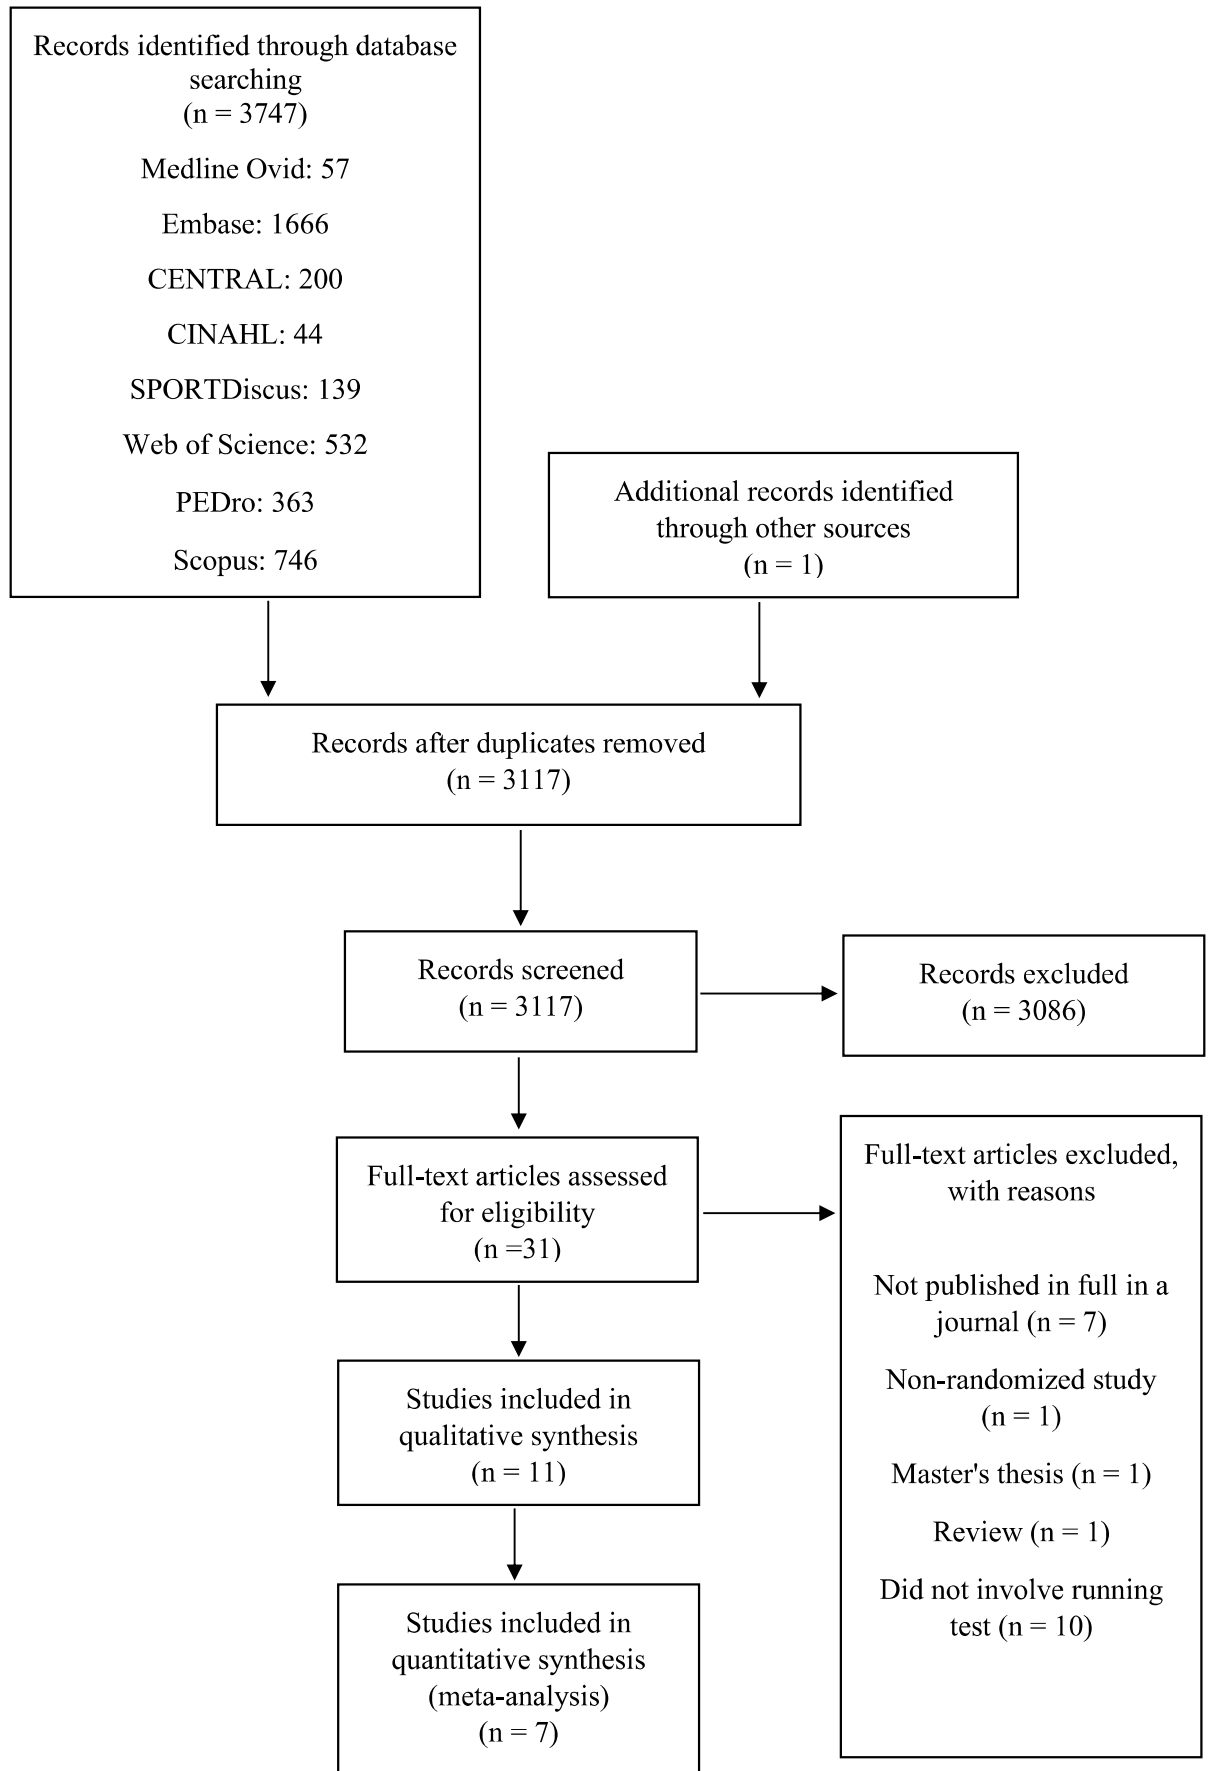 Records identified through database
searching
(n = 3747)
Medline Ovid: 57
Embase: 1666
CENTRAL: 200
CINAHL: 44
SPORTDiscus: 139
Web of Science: 532
PEDro: 363
Scopus: 746
Additional records identified
through other sources
(n = 1)
Records after duplicates removed
(n = 3117)
Records screened
(n = 3117)
Records excluded
(n = 3086)
Full-text articles assessed
for eligibility
(n =31)
Full-text articles excluded,
with reasons
Not published in full in a
journal (n = 7)
Non-randomized study
(n = 1)
Master's thesis (n = 1)
Review (n = 1)
Did not involve running
test (n = 10)
Studies included in
qualitative synthesis
(n = 11)
Studies included in
quantitative synthesis
(meta-analysis)
(n = 7)